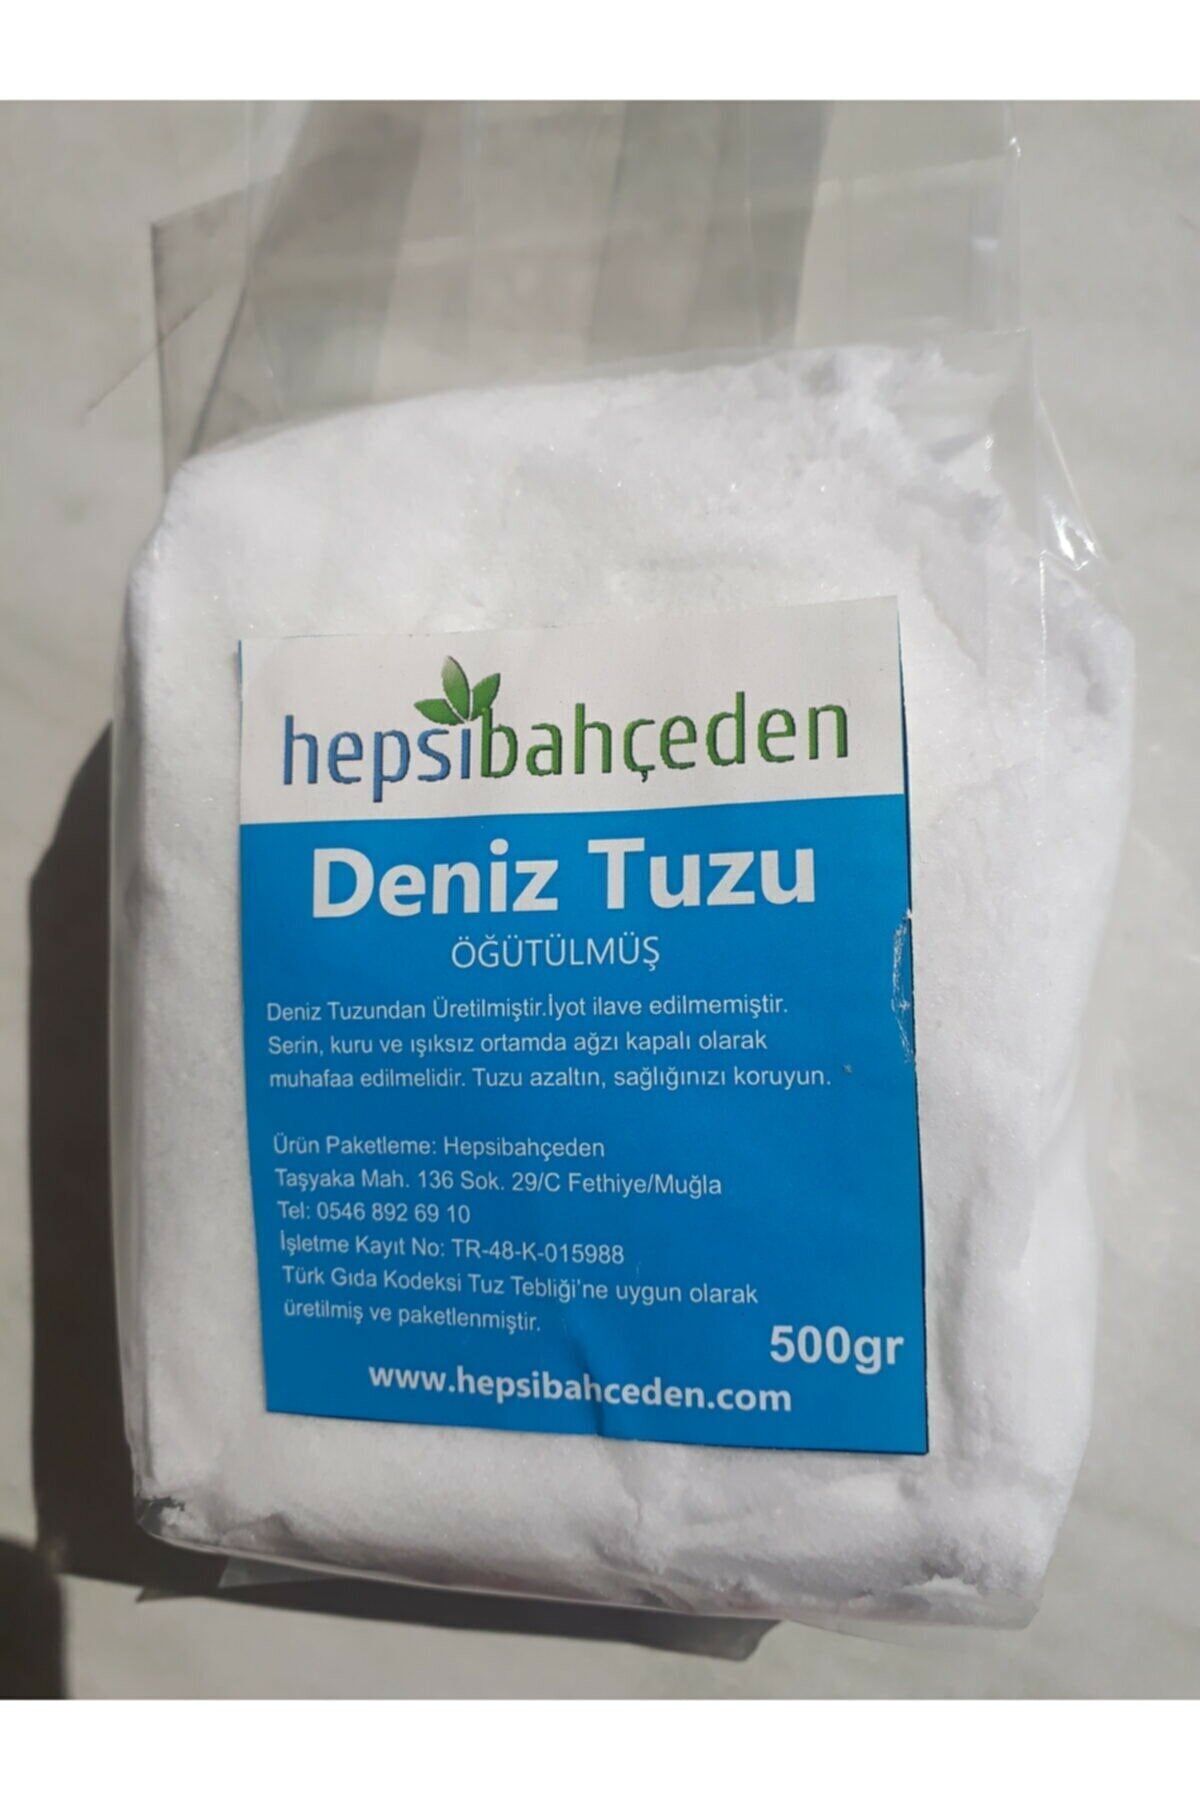 hepsibahçeden
Deniz Tuzu
ÖĞÜTÜLMÜŞ
Deniz Tuzundan Üretilmiştir.İyot ilave edilmemiştir.
Serin, kuru ve ışıksız ortamda ağzı kapalı olarak
muhafaa edilmelidir. Tuzu azaltın, sağlığınızı koruyun.
Ürün Paketleme: Hepsibahçeden
Taşyaka Mah. 136 Sok. 29/C Fethiye/Muğla
Tel: 0546 892 69 10
İşletme Kayıt No: TR-48-K-015988
Türk Gıda Kodeksi Tuz Tebliği'ne uygun olarak
üretilmiş ve paketlenmiştir.
500gr
www.hepsibahceden.com